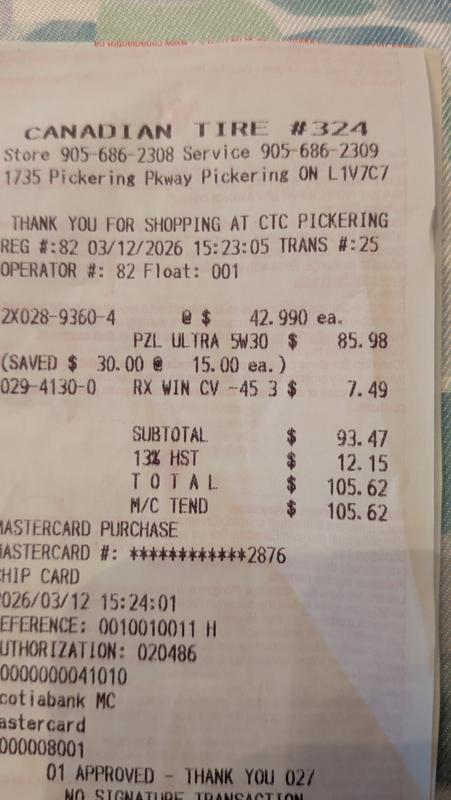 CANADIAN TIRE #324
Store 905-686-2308 Service 905-686-2309
1735 Pickering Pkway Pickering ON L1V7C7
THANK YOU FOR SHOPPING AT CTC PICKERING
REG #:82 03/12/2026 15:23:05 TRANS #:25
OPERATOR #: 82 Float: 001
2X028-9360-4 @ $ 42.990 ea.
PZL ULTRA 5W30 $ 85.98
(SAVED $ 30.00 @ 15.00 ea.)
029-4130-0 RX WIN CV -45 3 $ 7.49
SUBTOTAL $ 93.47
13% HST $ 12.15
T O T A L $ 105.62
M/C TEND $ 105.62
MASTERCARD PURCHASE
MASTERCARD #: ************2876
CHIP CARD
2026/03/12 15:24:01
EFERENCE: 0010010011 H
UTHORIZATION: 020486
0000000041010
cotiabank MC
astercard
000008001
01 APPROVED - THANK YOU 027
NO SIGNATURE TRANSACTION